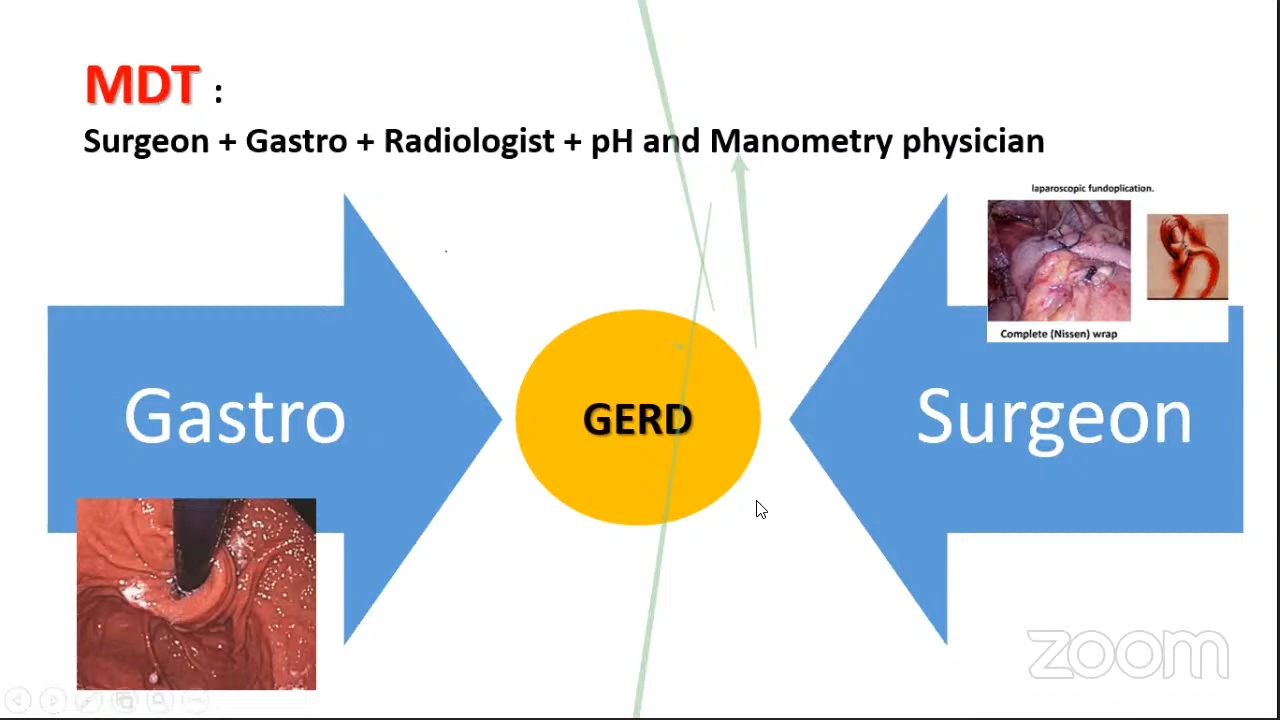 MDT :
Surgeon + Gastro + Radiologist + pH and Manometry physician
laparoscopic fundoplication.
Complete (Nissen) wrap
Gastro
GERD
Surgeon
zoom